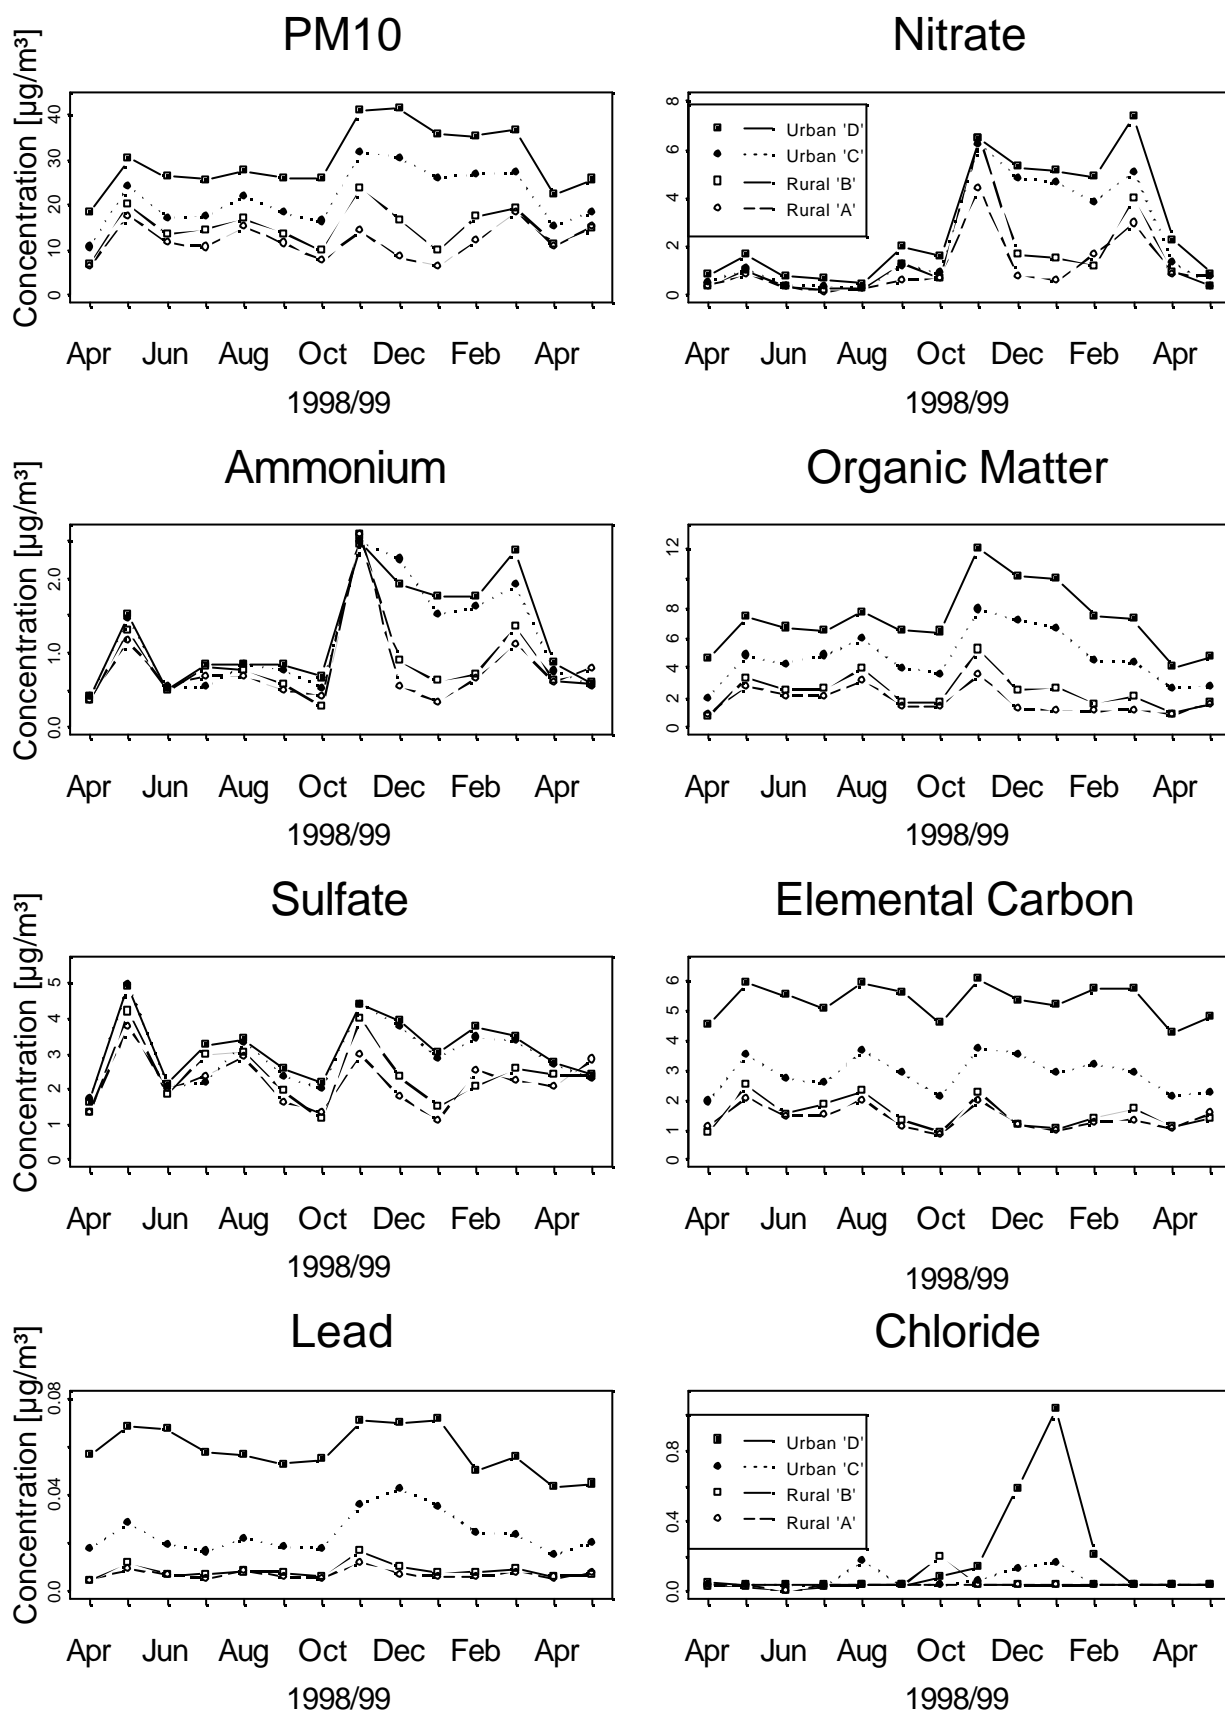 PM10
Concentration [µg/m³]
0 10 20 30 40
Apr Jun Aug Oct Dec Feb Apr
1998/99
Nitrate
0 2 4 6 8
Urban 'D'
Urban 'C'
Rural 'B'
Rural 'A'
Apr Jun Aug Oct Dec Feb Apr
1998/99
Ammonium
Concentration [µg/m³]
0.0 1.0 2.0
Apr Jun Aug Oct Dec Feb Apr
1998/99
Organic Matter
0 2 4 6 8 12
Apr Jun Aug Oct Dec Feb Apr
1998/99
Sulfate
Concentration [µg/m³]
0 1 2 3 4 5
Apr Jun Aug Oct Dec Feb Apr
1998/99
Elemental Carbon
0 1 2 3 4 5 6
Apr Jun Aug Oct Dec Feb Apr
1998/99
Lead
Concentration [µg/m³]
0.0 0.04 0.08
Apr Jun Aug Oct Dec Feb Apr
1998/99
Chloride
0.0 0.4 0.8
Urban 'D'
Urban 'C'
Rural 'B'
Rural 'A'
Apr Jun Aug Oct Dec Feb Apr
1998/99